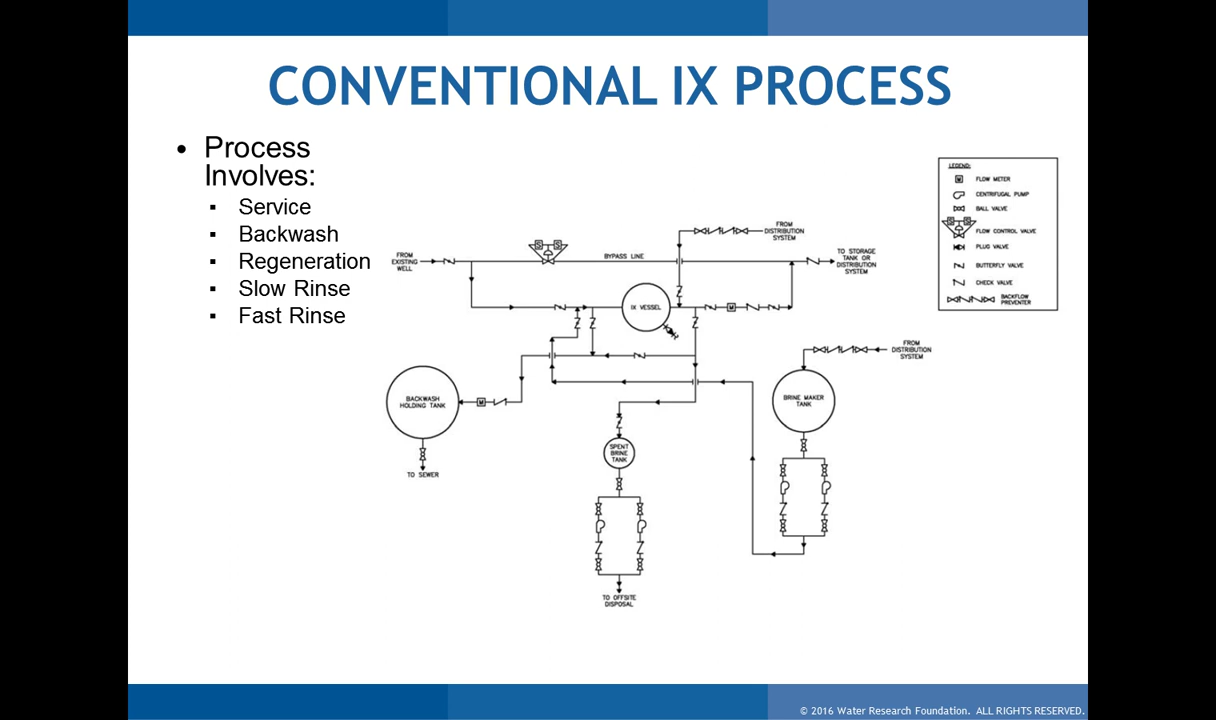 CONVENTIONAL IX PROCESS
• Process
Involves:
▪ Service
▪ Backwash
▪ Regeneration
▪ Slow Rinse
▪ Fast Rinse
FROM
EXISTING
WELL
S S
BYPASS LINE
FROM
DISTRIBUTION
SYSTEM
TO STORAGE
TANK OR
DISTRIBUTION
SYSTEM
IX VESSEL
M
BACKWASH
HOLDING TANK
M
TO SEWER
SPENT
BRINE
TANK
TO OFFSITE
DISPOSAL
FROM
DISTRIBUTION
SYSTEM
BRINE MAKER
TANK
LEGEND:
M FLOW METER
CENTRIFUGAL PUMP
BALL VALVE
S S
FLOW CONTROL VALVE
PLUG VALVE
BUTTERFLY VALVE
CHECK VALVE
BACKFLOW
PREVENTER
© 2016 Water Research Foundation. ALL RIGHTS RESERVED.